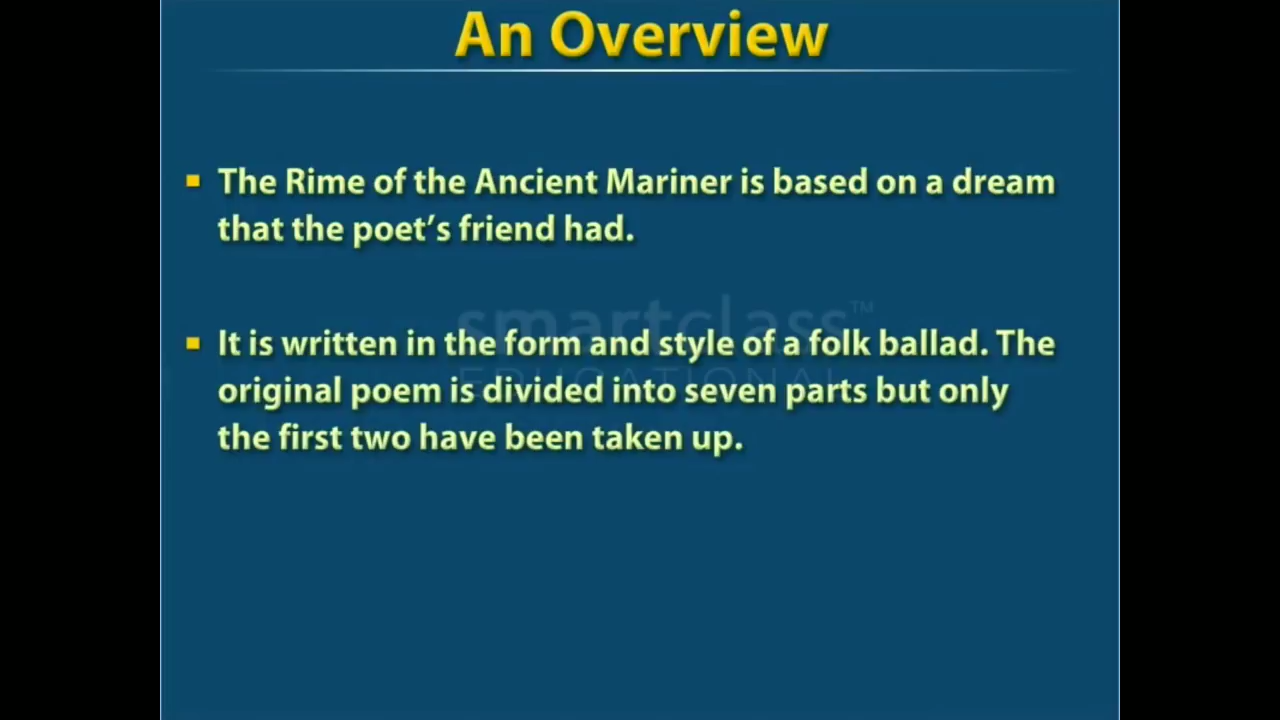 An Overview
The Rime of the Ancient Mariner is based on a dream
that the poet’s friend had.
smartclass™
It is written in the form and style of a folk ballad. The
EDUCATIONAL
original poem is divided into seven parts but only
the first two have been taken up.